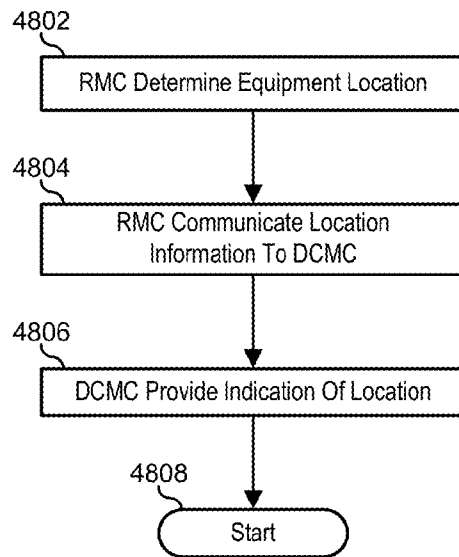 4802
RMC Determine Equipment Location
4804
RMC Communicate Location
Information To DCMC
4806
DCMC Provide Indication Of Location
4808
Start